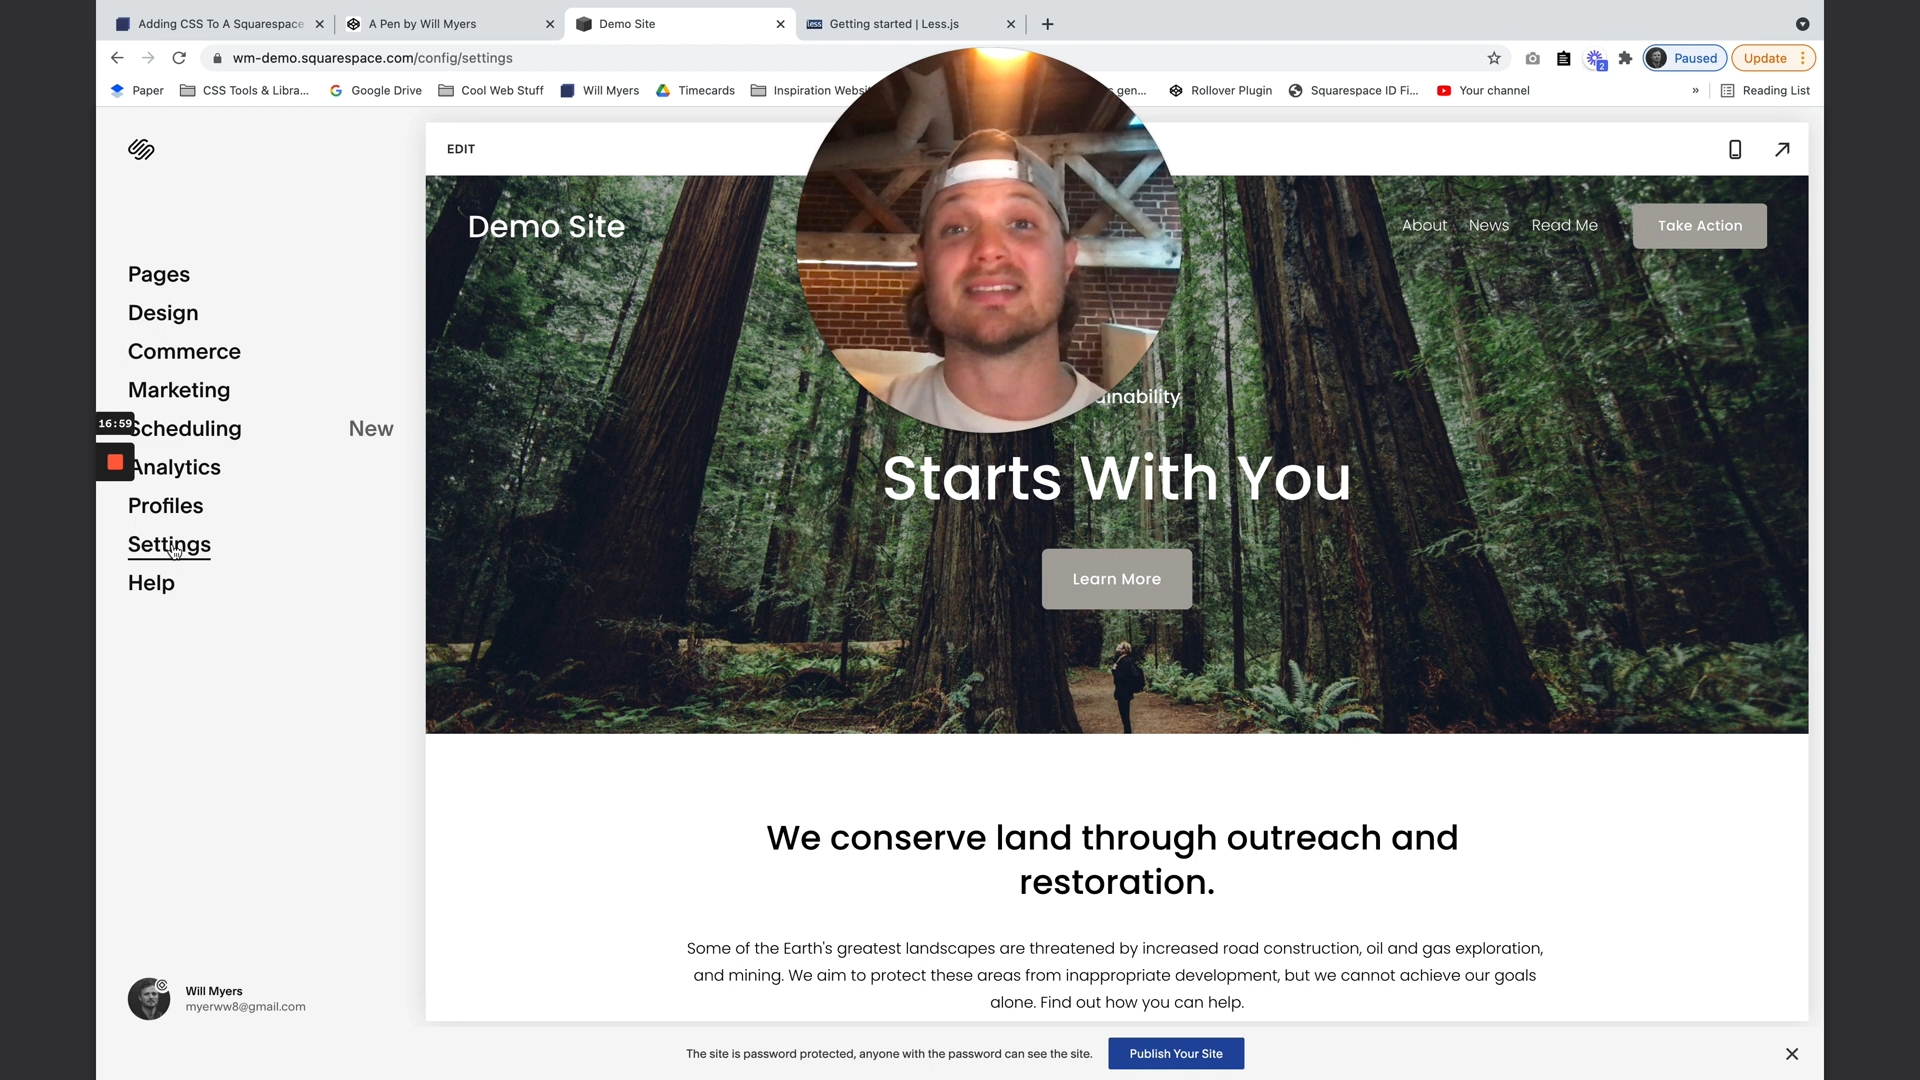 Adding CSS To A Squarespace
A Pen by Will Myers
Demo Site
less
Getting started | Less.js
wm-demo.squarespace.com/config/settings
2
Paused
Update
Paper
CSS Tools & Libra...
Google Drive
Cool Web Stuff
Will Myers
Timecards
Inspiration Websi
s gen...
Rollover Plugin
Squarespace ID Fi...
Your channel
»
Reading List
EDIT
Demo Site
About
News
Read Me
Take Action
Pages
Design
Commerce
Marketing
16:59
Scheduling
New
Analytics
Profiles
Settings
Help
ainability
Starts With You
Learn More
We conserve land through outreach and
restoration.
Some of the Earth's greatest landscapes are threatened by increased road construction, oil and gas exploration,
and mining. We aim to protect these areas from inappropriate development, but we cannot achieve our goals
alone. Find out how you can help.
Will Myers
myerww8@gmail.com
The site is password protected, anyone with the password can see the site.
Publish Your Site